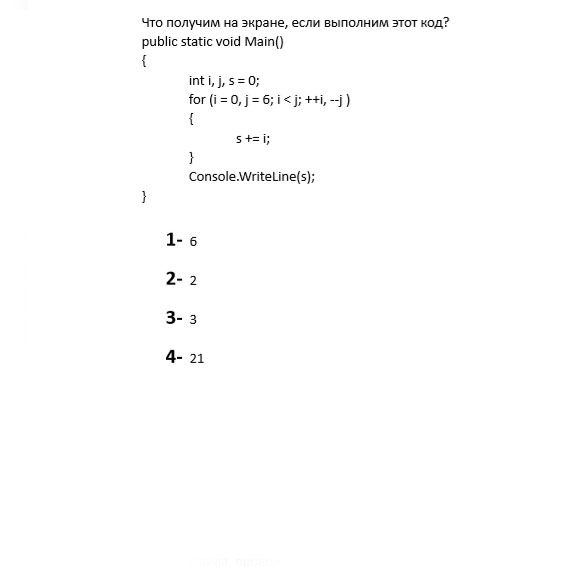 Что получим на экране, если выполним этот код?
public static void Main()
{
int i, j, s = 0;
for (i = 0, j = 6; i < j; ++i, --j )
{
s += i;
}
Console.WriteLine(s);
}
1- 6
2- 2
3- 3
4- 21